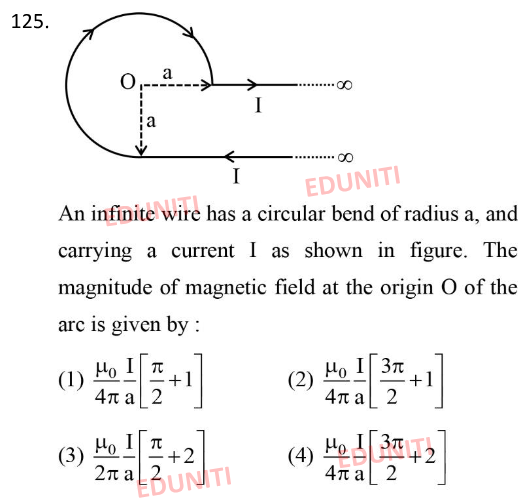 125.
O a ∞
I
a
∞
I
EDUNITI
EDUNITI
An infinite wire has a circular bend of radius a, and
carrying a current I as shown in figure. The
magnitude of magnetic field at the origin O of the
arc is given by :
(1) μ₀/4π I/a [π/2 + 1] (2) μ₀/4π I/a [3π/2 + 1]
(3) μ₀/2π I/a [π/2 + 2] (4) μ₀/4π I/a [3π/2 + 2]
EDUNITI
EDUNITI